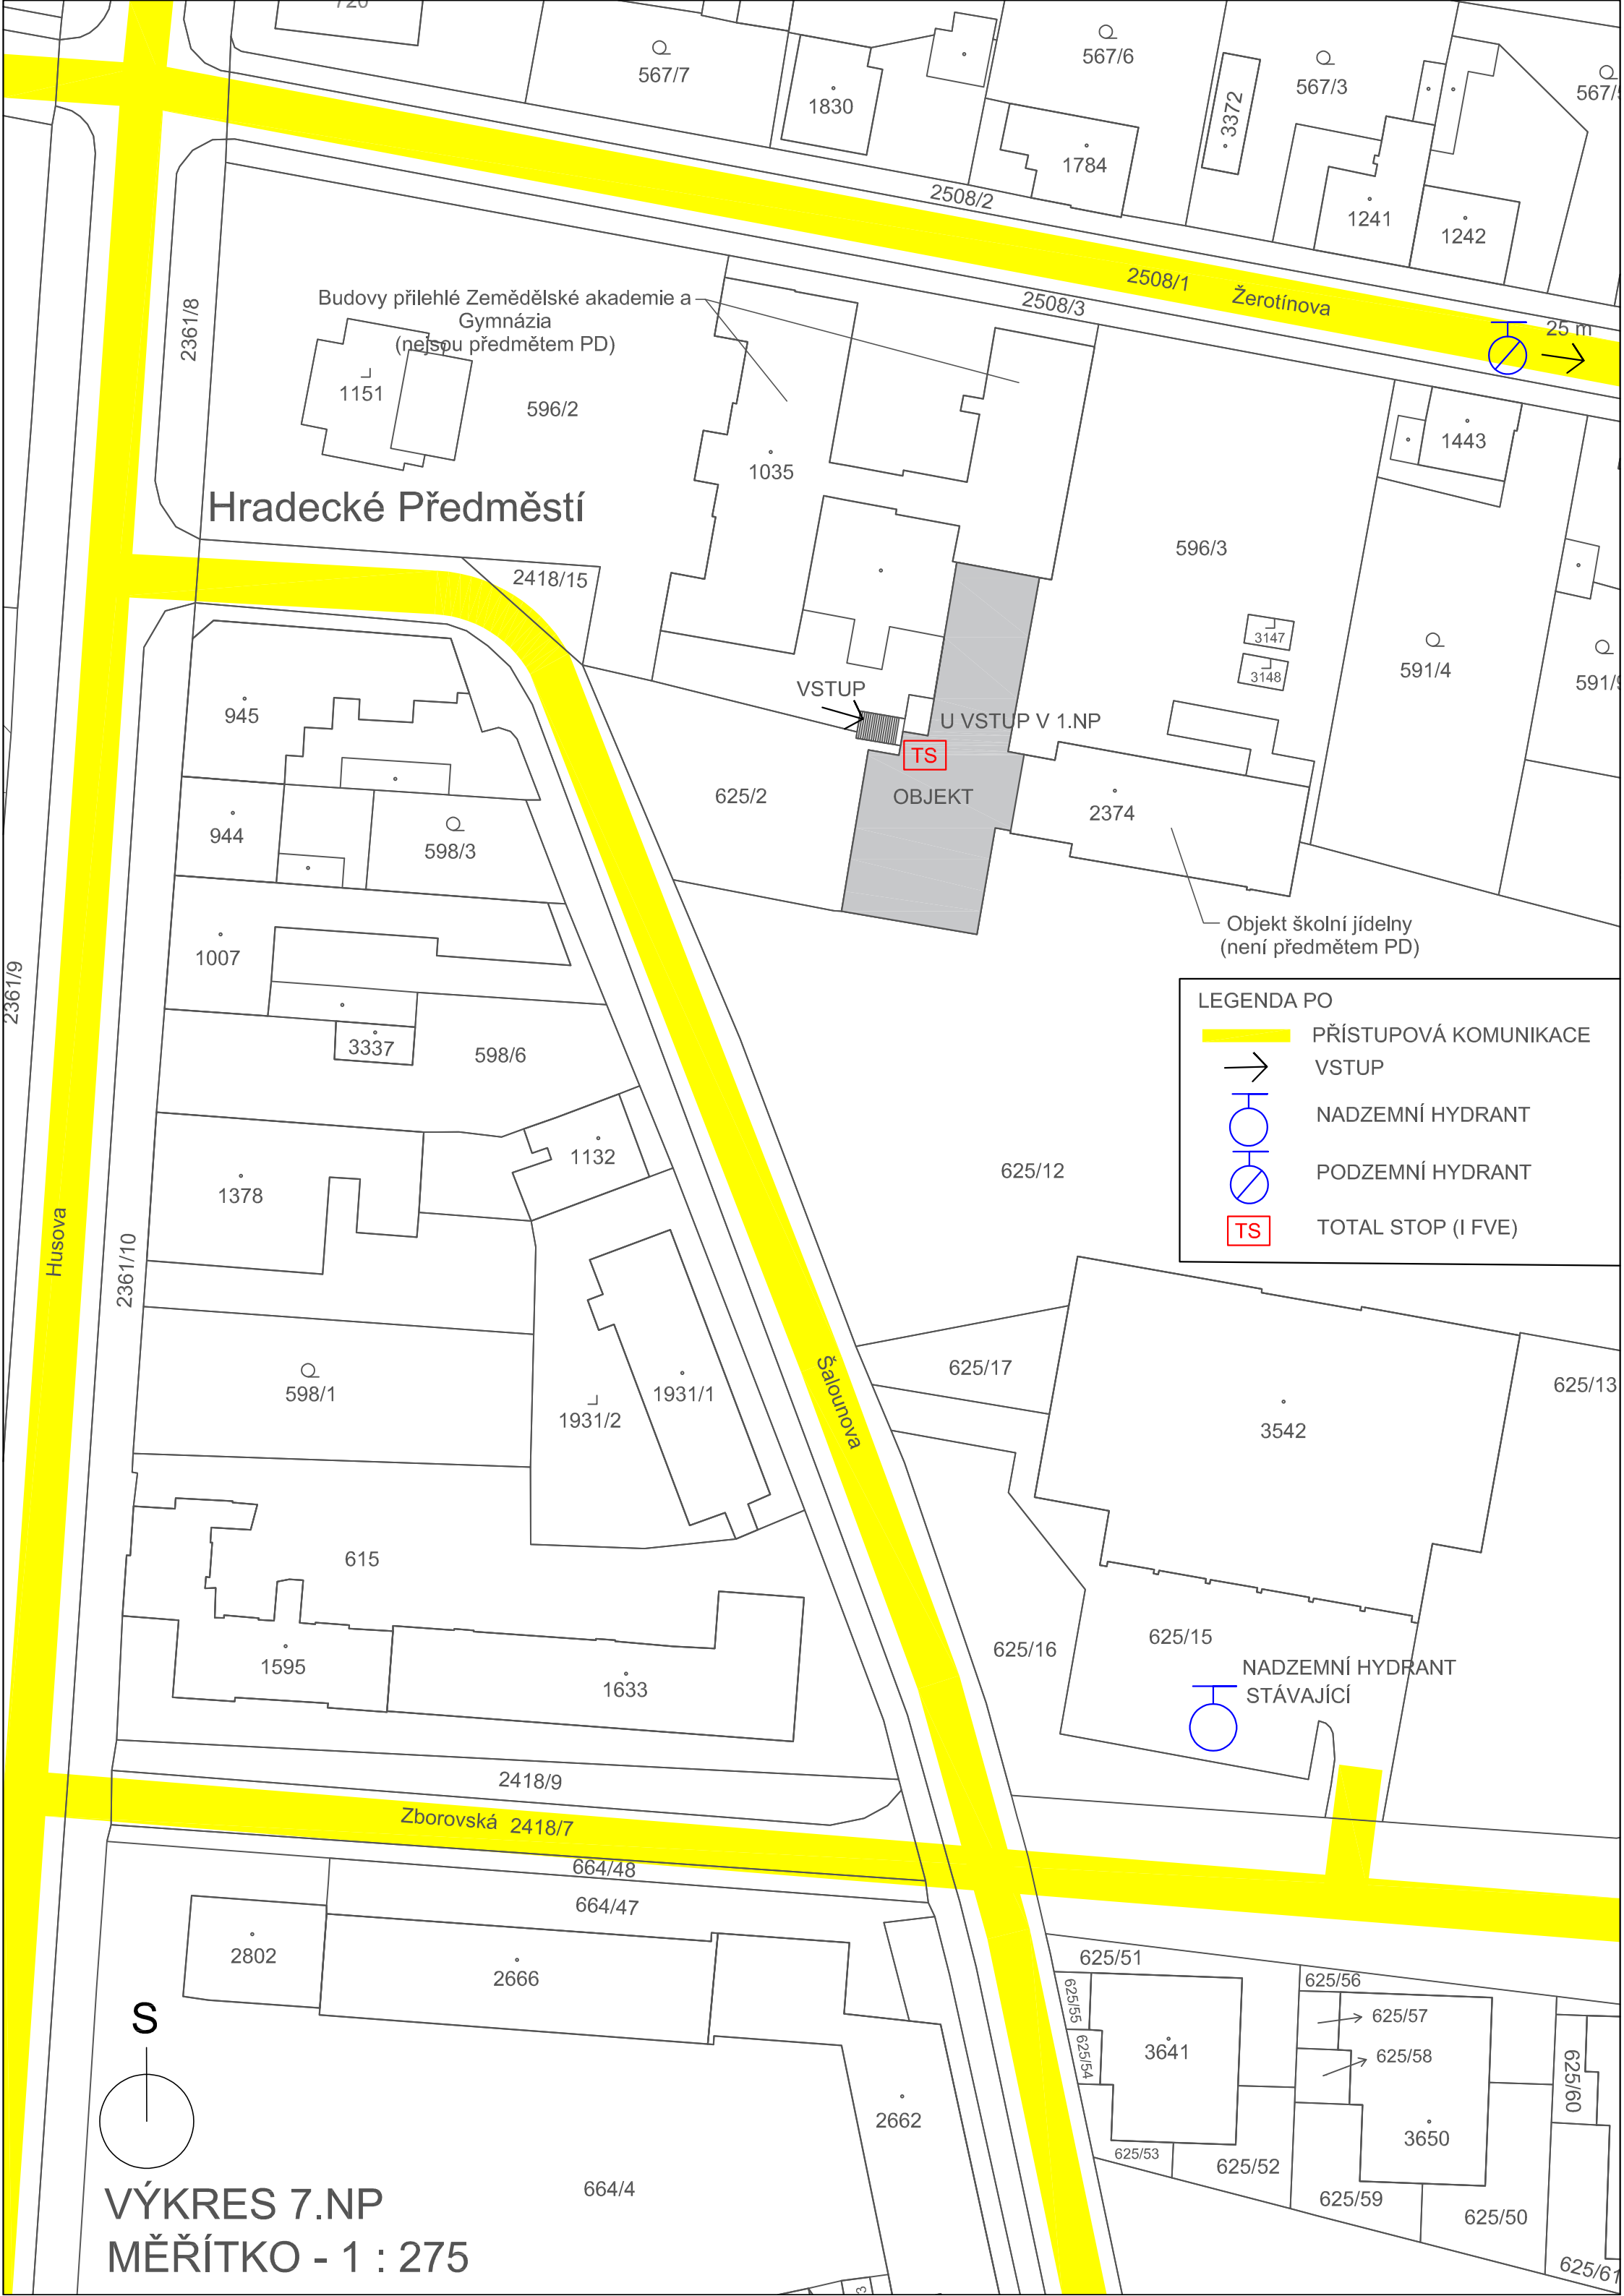 567/7
567/6
567/3
1830
3372
1784
2508/2
1241
1242
2508/1
Žerotínova
2508/3
25 m
2361/8
Budovy přilehlé Zemědělské akademie a
Gymnázia
(nejsou předmětem PD)
1151
596/2
1035
1443
Hradecké Předměstí
596/3
2418/15
3147
3148
591/4
945
VSTUP
U VSTUP V 1.NP
TS
OBJEKT
625/2
2374
944
598/3
Objekt školní jídelny
(není předmětem PD)
1007
2361/9
3337
598/6
LEGENDA PO
PŘÍSTUPOVÁ KOMUNIKACE
VSTUP
NADZEMNÍ HYDRANT
PODZEMNÍ HYDRANT
TS
TOTAL STOP (I FVE)
1132
625/12
1378
Husova
2361/10
598/1
1931/2
1931/1
Šalounova
625/17
3542
625/13
615
1595
1633
625/16
625/15
NADZEMNÍ HYDRANT
STÁVAJÍCÍ
2418/9
Zborovská 2418/7
664/48
664/47
2802
2666
625/51
625/56
625/55
625/57
625/54
3641
625/58
625/60
S
2662
3650
625/53
625/52
664/4
625/59
625/50
625/61
VÝKRES 7.NP
MĚŘÍTKO - 1 : 275